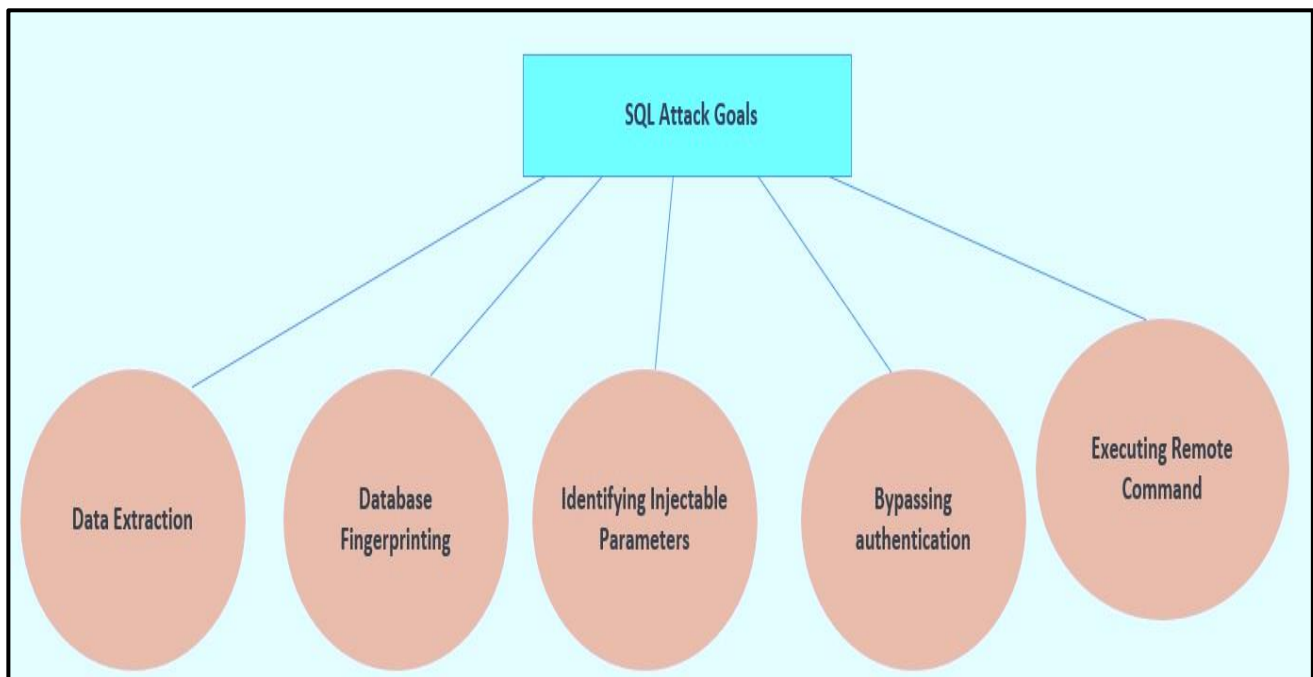 SQL Attack Goals
Data Extraction
Database
Fingerprinting
Identifying Injectable
Parameters
Bypassing
authentication
Executing Remote
Command